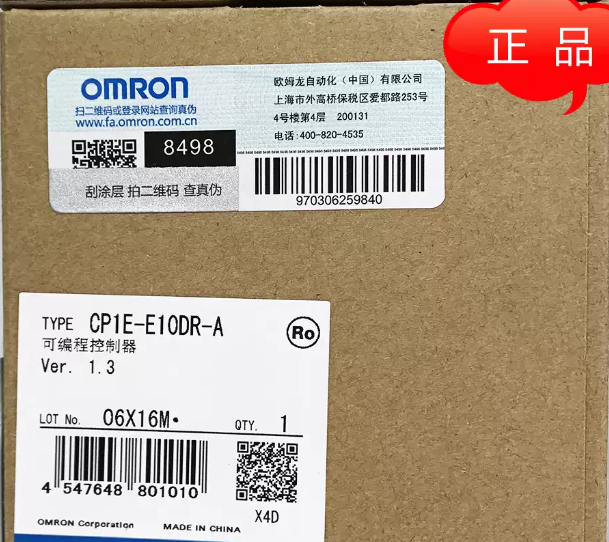 正品
OMRON
扫二维码或登录网站查询真伪
www.fa.omron.com.cn
8498
刮涂层 拍二维码 查真伪
欧姆龙自动化（中国）有限公司
上海市外高桥保税区爱都路253号
4号楼第4层 200131
电话:400-820-4535
970306259840
TYPE CP1E-E10DR-A
可编程控制器
Ver. 1.3
Ro
LOT No. 06X16M•
QTY. 1
4 547648 801010
X4D
OMRON Corporation
MADE IN CHINA